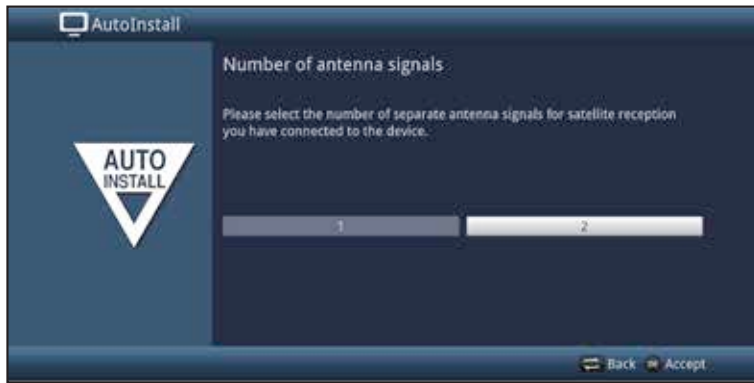 AutoInstall
Number of antenna signals
Please select the number of separate antenna signals for satellite reception
you have connected to the device.
AUTO
INSTALL
1
2
Back OK Accept